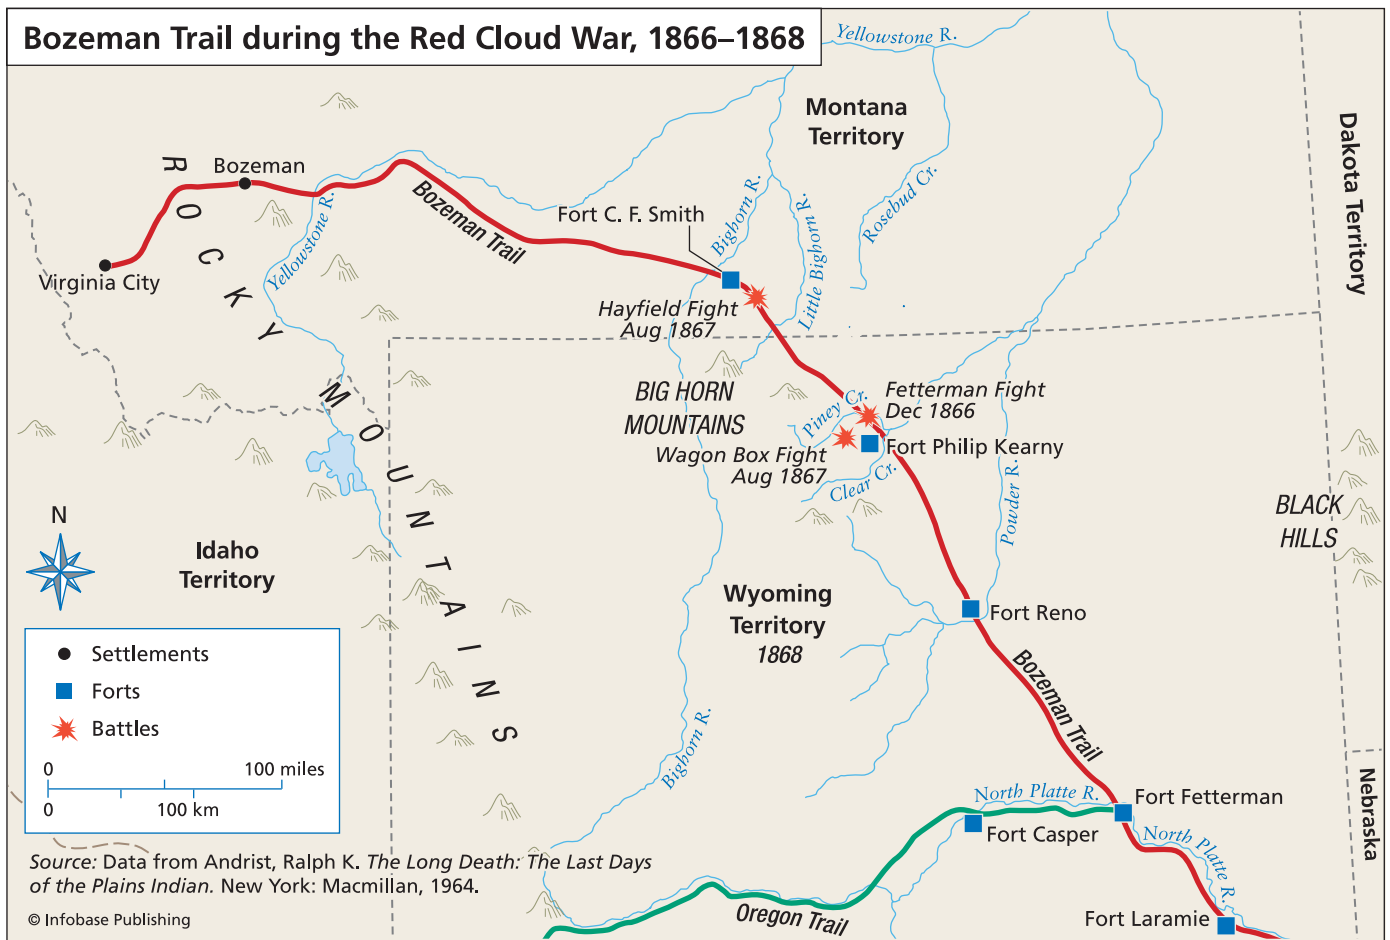 Bozeman Trail during the Red Cloud War, 1866–1868
Yellowstone R.
Montana
Territory
Dakota Territory
Bozeman
ROCKY MOUNTAINS
Bozeman Trail
Fort C. F. Smith
Bighorn R.
Little Bighorn R.
Rosebud Cr.
Yellowstone R.
Virginia City
Hayfield Fight
Aug 1867
BIG HORN
MOUNTAINS
Fetterman Fight
Dec 1866
Piney Cr.
Fort Philip Kearny
Wagon Box Fight
Aug 1867
Clear Cr.
Powder R.
BLACK
HILLS
N
Idaho
Territory
Wyoming
Territory
1868
Fort Reno
Bozeman Trail
Bighorn R.
Settlements
Forts
Battles
0 100 miles
0 100 km
North Platte R.
Fort Fetterman
Fort Casper
North Platte R.
Nebraska
Source: Data from Andrist, Ralph K. The Long Death: The Last Days
of the Plains Indian. New York: Macmillan, 1964.
© Infobase Publishing
Oregon Trail
Fort Laramie